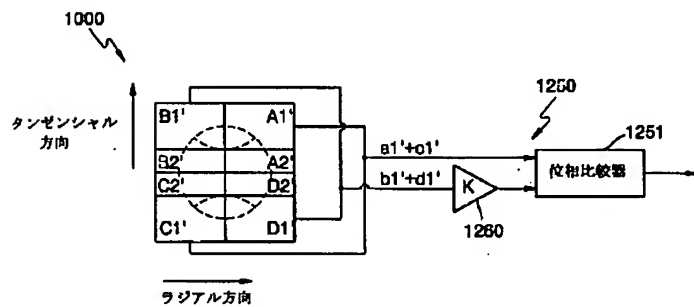 1000
タンゼンシャル
方向
B1' A1'
B2' A2'
C2' D2
C1' D1'
ラジアル方向
a1'+c1'
b1'+d1'
K
1260
1250
1251
位相比較器